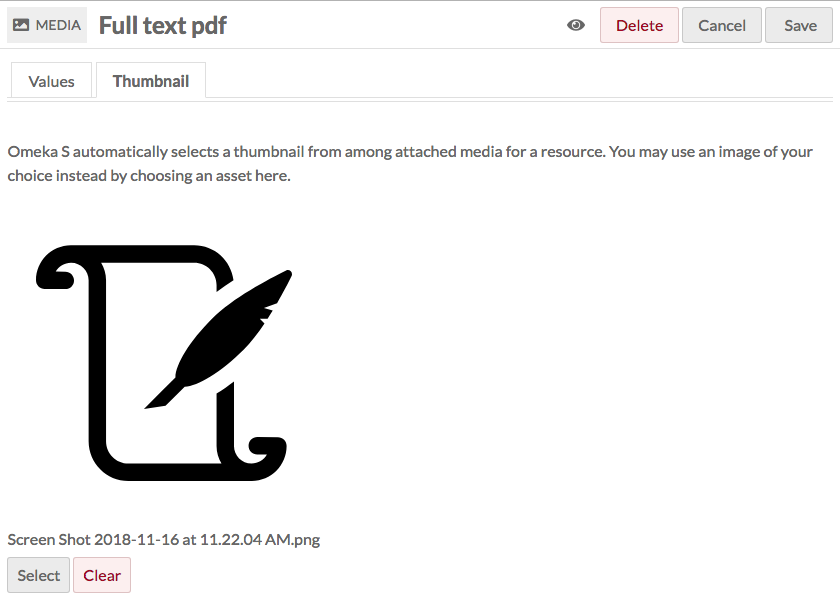 MEDIA Full text pdf Delete Cancel Save
Values Thumbnail
Omeka S automatically selects a thumbnail from among attached media for a resource. You may use an image of your
choice instead by choosing an asset here.
Screen Shot 2018-11-16 at 11.22.04 AM.png
Select Clear